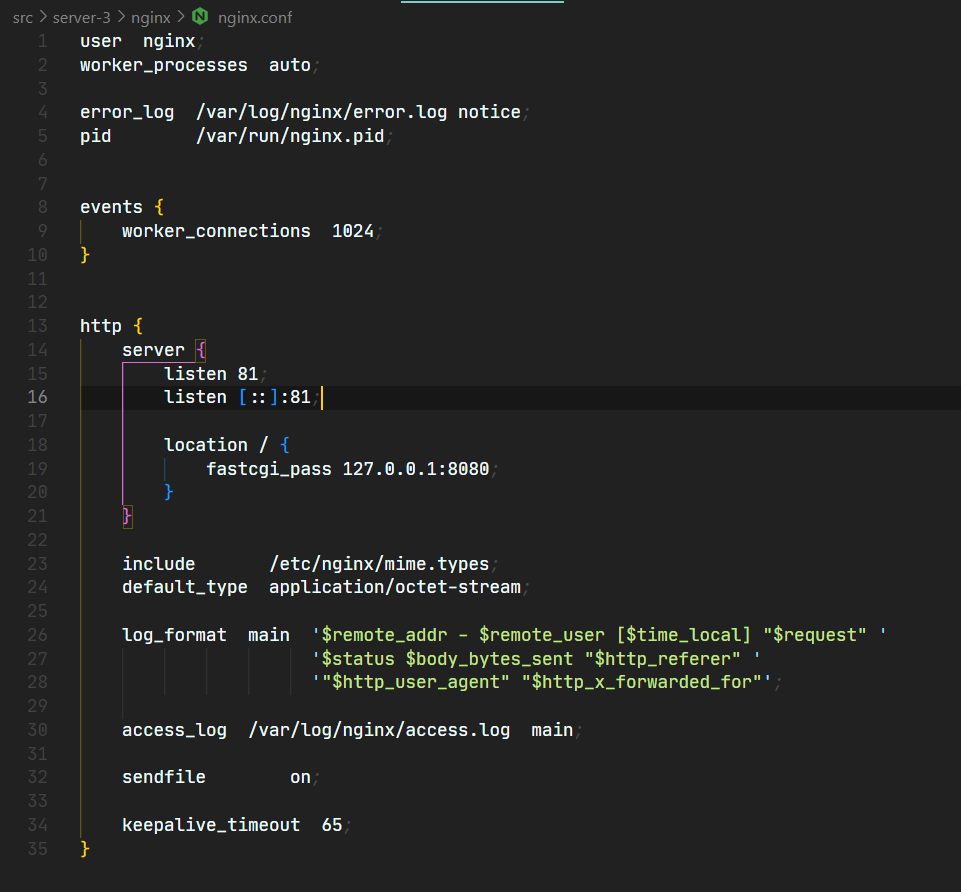 src > server-3 > nginx > nginx.conf
1 user  nginx;
2 worker_processes  auto;
3
4 error_log  /var/log/nginx/error.log notice;
5 pid        /var/run/nginx.pid;
6
7
8 events {
9     worker_connections  1024;
10 }
11
12
13 http {
14     server {
15         listen 81;
16         listen [::]:81;
17
18         location / {
19             fastcgi_pass 127.0.0.1:8080;
20         }
21     }
22
23     include       /etc/nginx/mime.types;
24     default_type  application/octet-stream;
25
26     log_format  main  '$remote_addr - $remote_user [$time_local] "$request" '
27                       '$status $body_bytes_sent "$http_referer" '
28                       '"$http_user_agent" "$http_x_forwarded_for"';
29
30     access_log  /var/log/nginx/access.log  main;
31
32     sendfile        on;
33
34     keepalive_timeout  65;
35 }